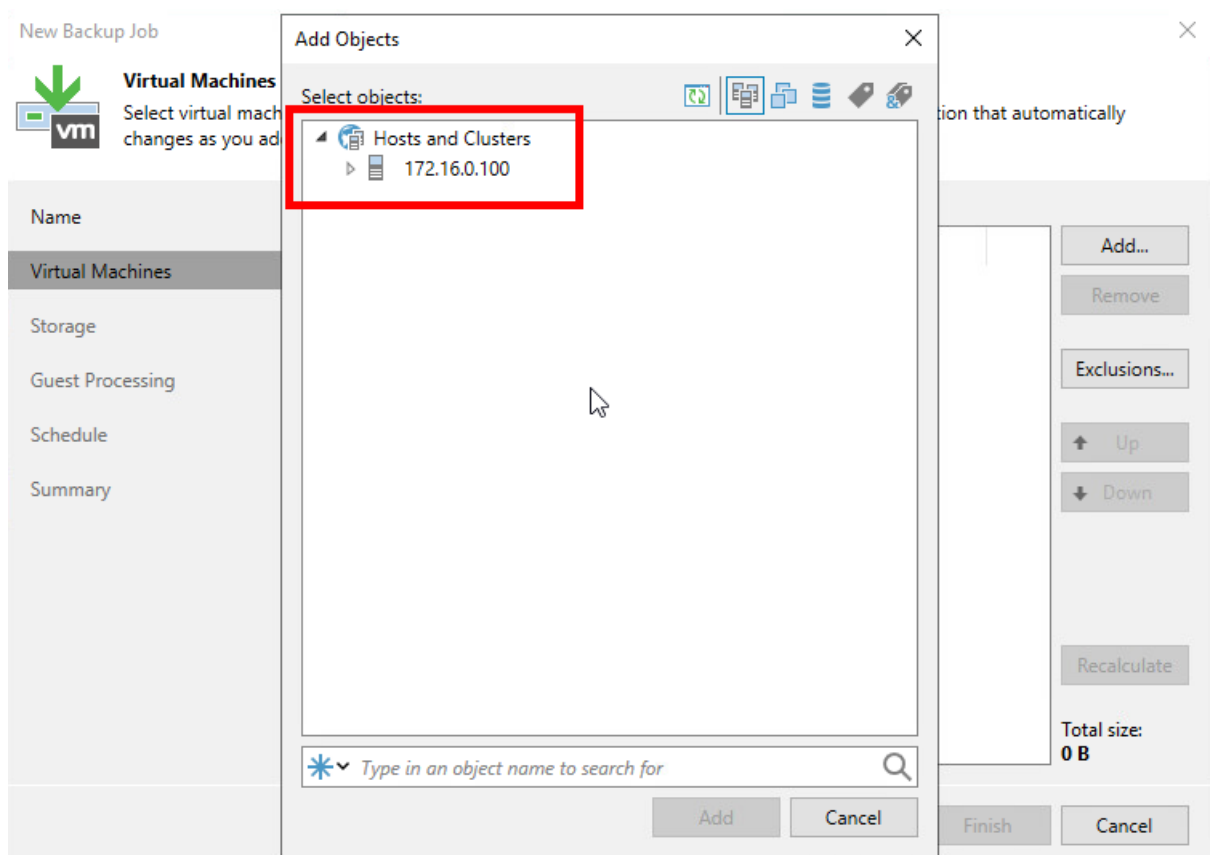 New Backup Job
Virtual Machines
Select virtual mach
changes as you ad
tion that automatically
Name
Virtual Machines
Storage
Guest Processing
Schedule
Summary
Add Objects
Select objects:
Hosts and Clusters
172.16.0.100
Type in an object name to search for
Add
Cancel
Add...
Remove
Exclusions...
Up
Down
Recalculate
Total size:
0 B
Finish
Cancel
vm